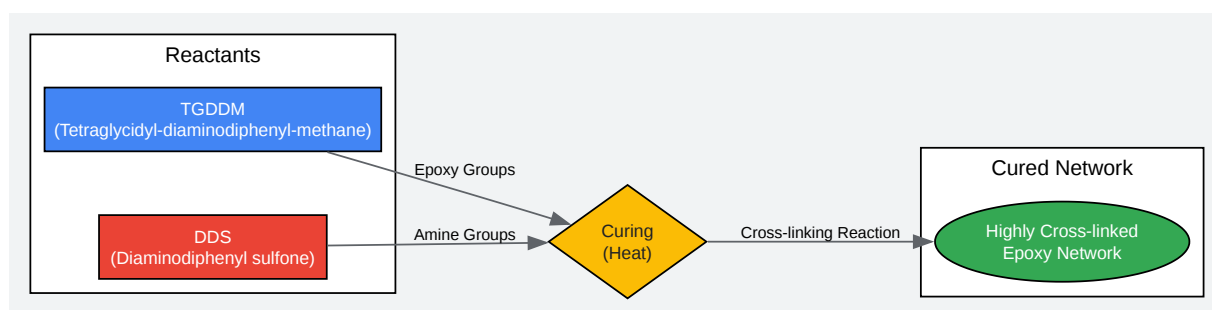 Reactants
TGDDM
(Tetraglycidyl-diaminodiphenyl-methane)
Epoxy Groups
DDS
(Diaminodiphenyl sulfone)
Amine Groups
Curing
(Heat)
Cross-linking Reaction
Cured Network
Highly Cross-linked
Epoxy Network